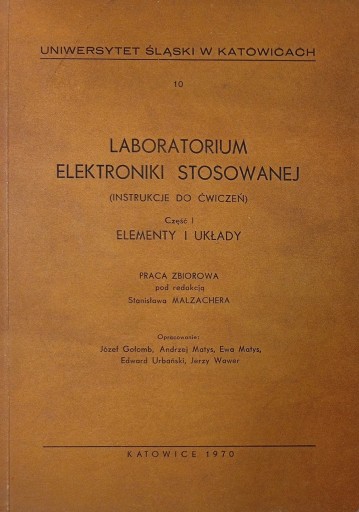 UNIWERSYTET ŚLĄSKI W KATOWICACH
10
LABORATORIUM
ELEKTRONIKI STOSOWANEJ
(INSTRUKCJE DO ĆWICZEŃ)
Część I
ELEMENTY I UKŁADY
PRACA ZBIOROWA
pod redakcją
Stanisława MALZACHERA
Opracowanie:
Józef Gołomb, Andrzej Matys, Ewa Matys,
Edward Urbański, Jerzy Wawer
KATOWICE 1970